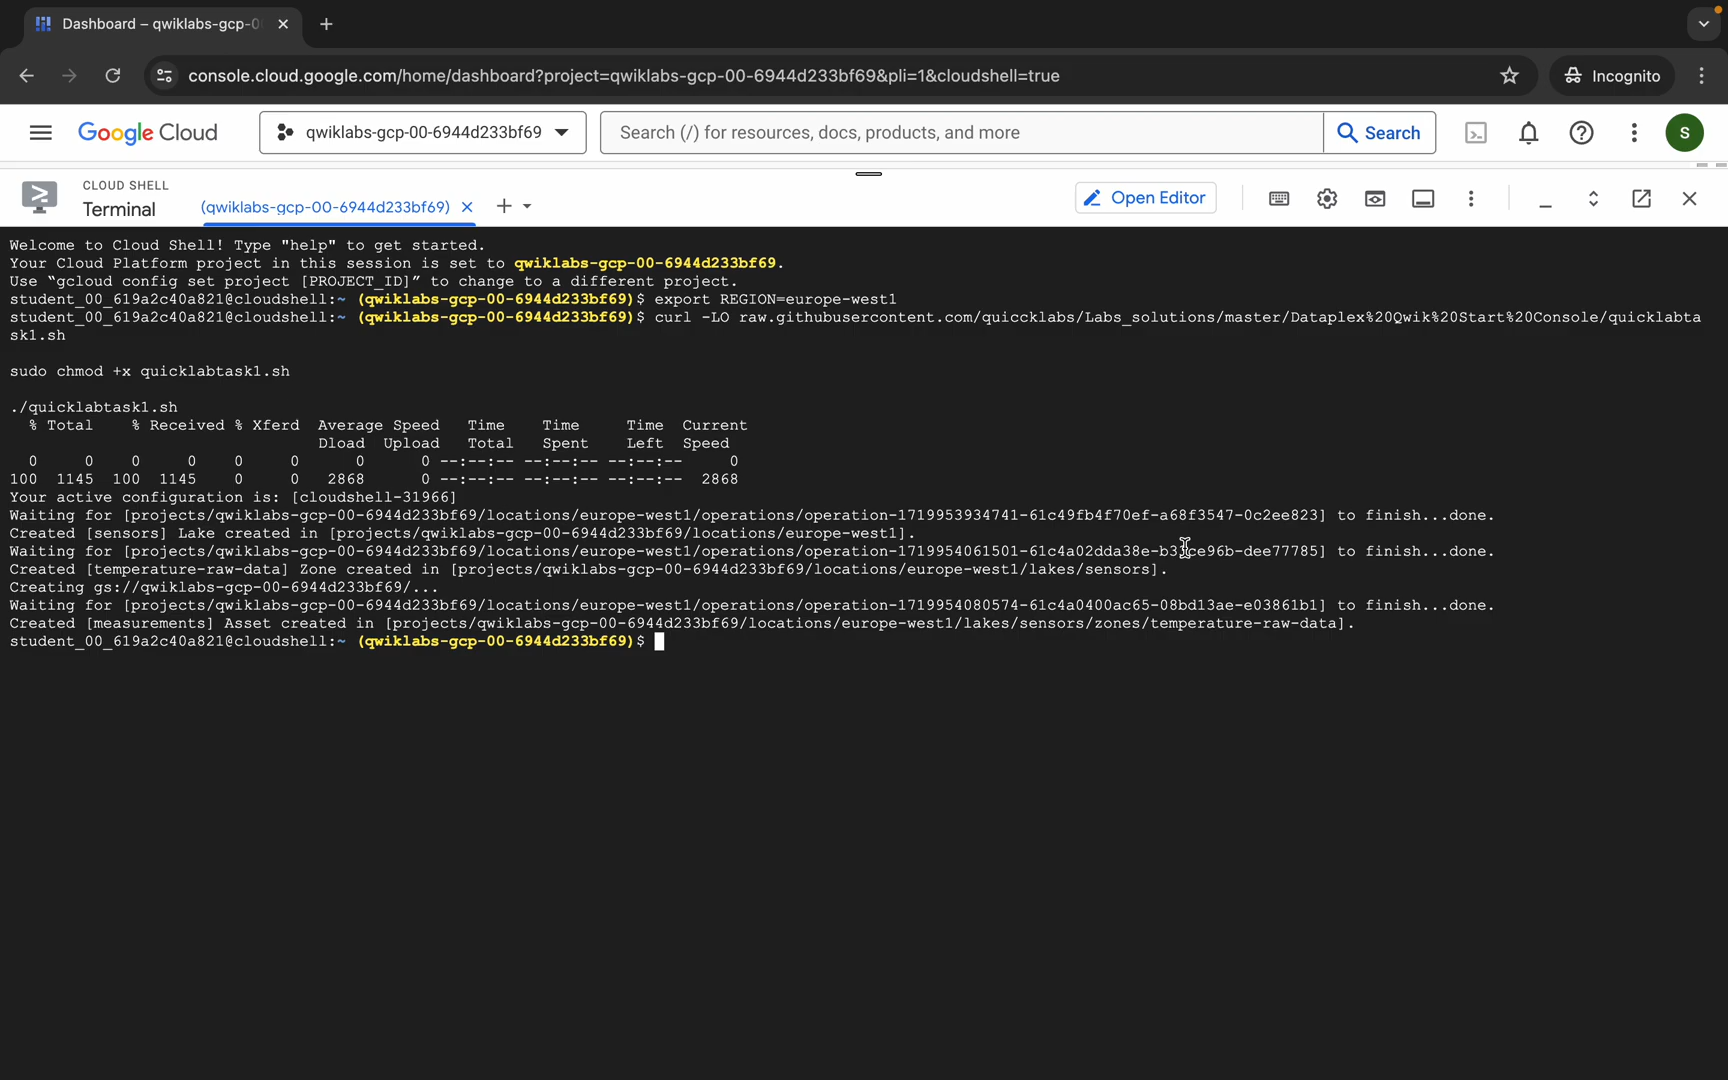 Dashboard – qwiklabs-gcp-0
console.cloud.google.com/home/dashboard?project=qwiklabs-gcp-00-6944d233bf69&pli=1&cloudshell=true
Incognito
Google Cloud
qwiklabs-gcp-00-6944d233bf69
Search (/) for resources, docs, products, and more
Search
S
CLOUD SHELL
Terminal
(qwiklabs-gcp-00-6944d233bf69)
Open Editor
Welcome to Cloud Shell! Type "help" to get started.
Your Cloud Platform project in this session is set to qwiklabs-gcp-00-6944d233bf69.
Use “gcloud config set project [PROJECT_ID]” to change to a different project.
student_00_619a2c40a821@cloudshell:~ (qwiklabs-gcp-00-6944d233bf69)$ export REGION=europe-west1
student_00_619a2c40a821@cloudshell:~ (qwiklabs-gcp-00-6944d233bf69)$ curl -LO raw.githubusercontent.com/quiccklabs/Labs_solutions/master/Dataplex%20Qwik%20Start%20Console/quicklabta
sk1.sh
sudo chmod +x quicklabtask1.sh
./quicklabtask1.sh
% Total % Received % Xferd Average Speed Time Time Time Current
Dload Upload Total Spent Left Speed
0 0 0 0 0 0 0 0 --:--:-- --:--:-- --:--:-- 0
100 1145 100 1145 0 0 2868 0 --:--:-- --:--:-- --:--:-- 2868
Your active configuration is: [cloudshell-31966]
Waiting for [projects/qwiklabs-gcp-00-6944d233bf69/locations/europe-west1/operations/operation-1719953934741-61c49fb4f70ef-a68f3547-0c2ee823] to finish...done.
Created [sensors] Lake created in [projects/qwiklabs-gcp-00-6944d233bf69/locations/europe-west1].
Waiting for to finish...done.
Created [temperature-raw-data] Zone created in [projects/qwiklabs-gcp-00-6944d233bf69/locations/europe-west1/lakes/sensors].
Creating gs://qwiklabs-gcp-00-6944d233bf69/...
Waiting for [projects/qwiklabs-gcp-00-6944d233bf69/locations/europe-west1/operations/operation-1719954080574-61c4a0400ac65-08bd13ae-e03861b1] to finish...done.
Created [measurements] Asset created in [projects/qwiklabs-gcp-00-6944d233bf69/locations/europe-west1/lakes/sensors/zones/temperature-raw-data].
student_00_619a2c40a821@cloudshell:~ (qwiklabs-gcp-00-6944d233bf69)$